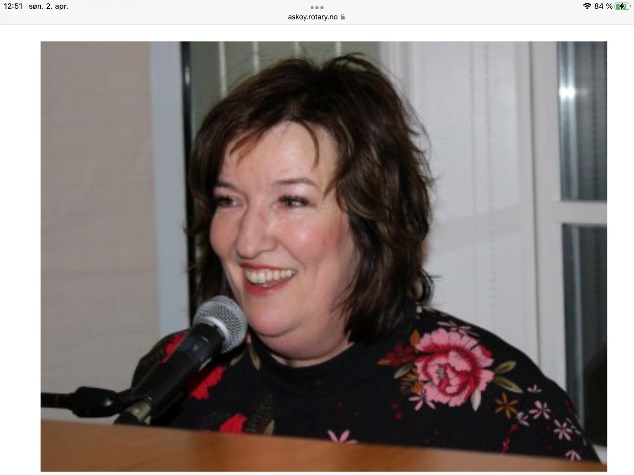 12:51 søn. 2. apr.
84 %
askoy.rotary.no